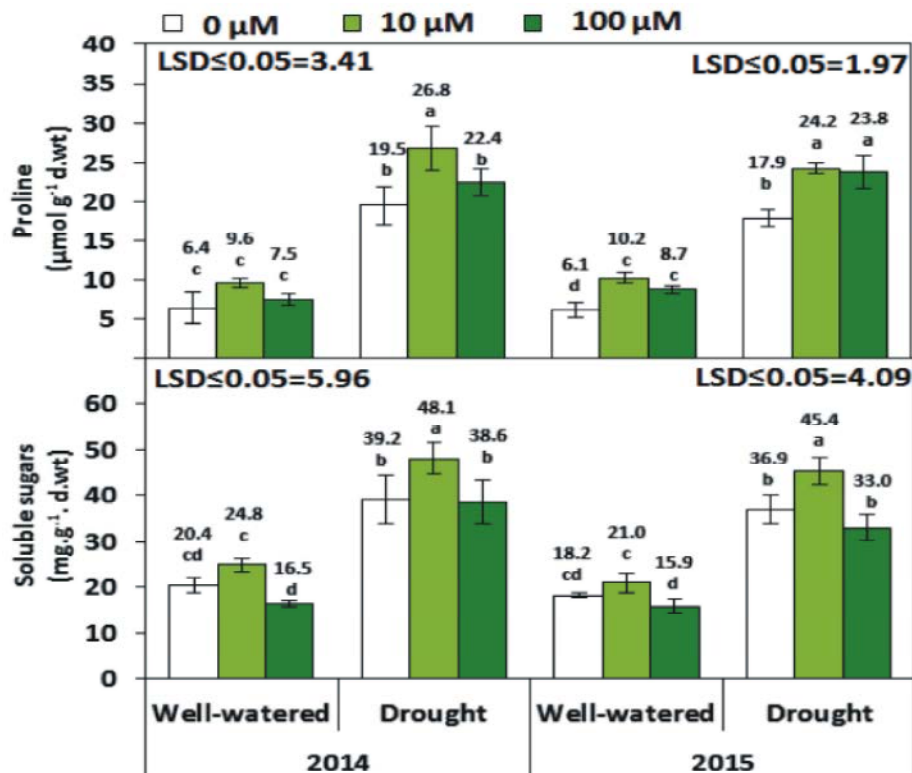 0 µM 10 µM 100 µM
40
35
30
25
20
15
10
5
Proline
(µmol g⁻¹ d.wt)
LSD≤0.05=3.41
LSD≤0.05=1.97
6.4
c
9.6
c
7.5
c
19.5
b
26.8
a
22.4
b
6.1
d
10.2
c
8.7
c
17.9
b
24.2
a
23.8
a
60
50
40
30
20
10
0
Soluble sugars
(mg.g⁻¹. d.wt)
LSD≤0.05=5.96
LSD≤0.05=4.09
20.4
cd
24.8
c
16.5
d
39.2
b
48.1
a
38.6
b
18.2
cd
21.0
c
15.9
d
36.9
b
45.4
a
33.0
b
Well-watered Drought Well-watered Drought
2014 2015